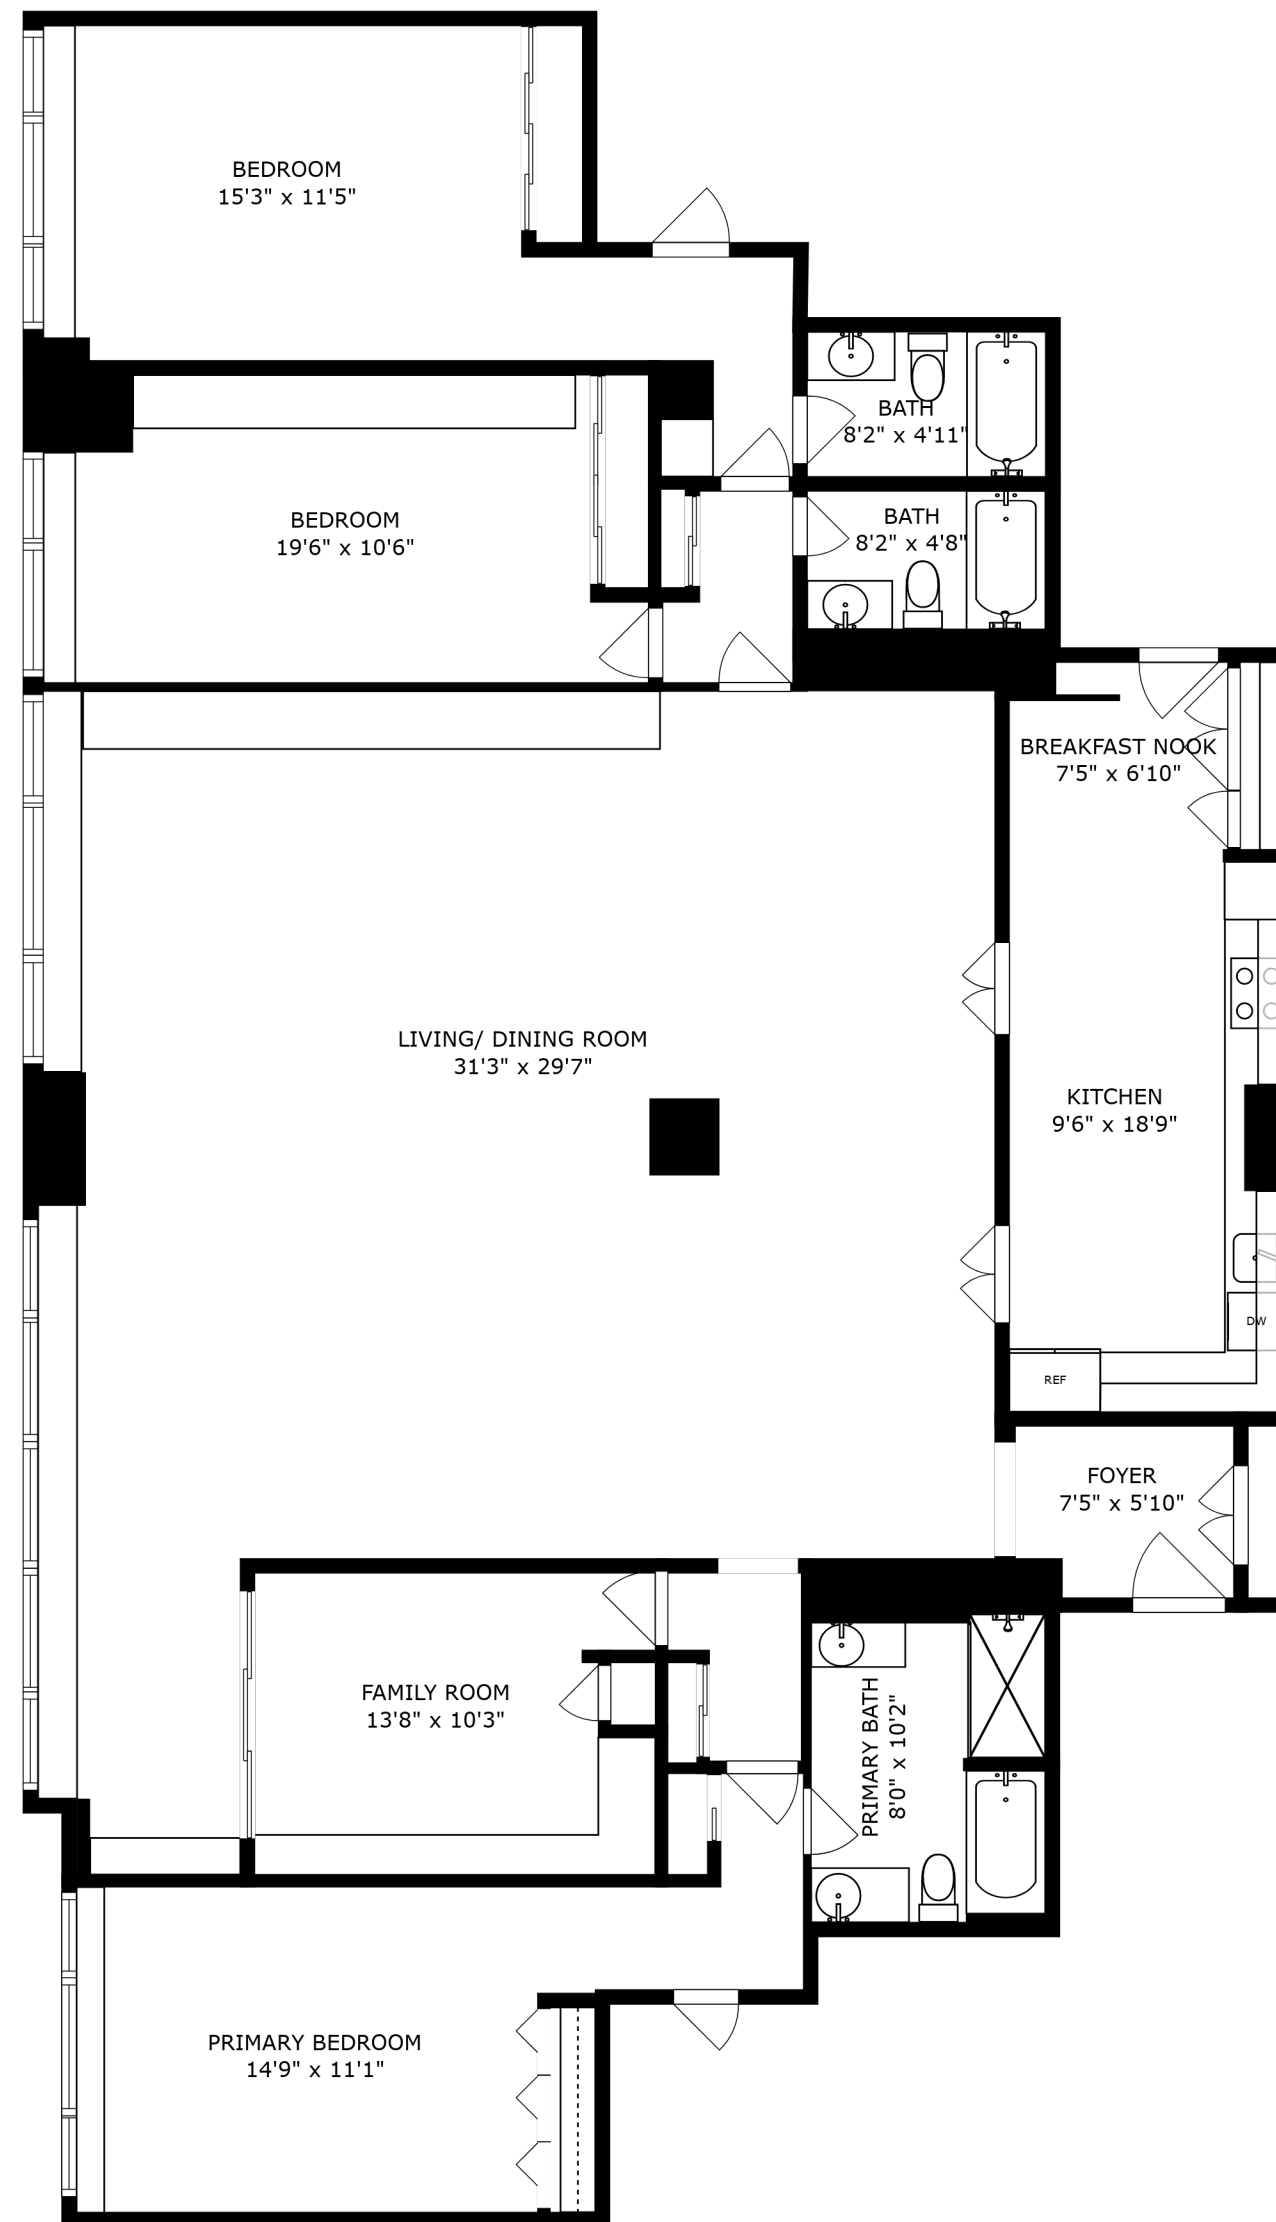 BEDROOM
15'3" x 11'5"
BATH
8'2" x 4'11"
BEDROOM
19'6" x 10'6"
BATH
8'2" x 4'8"
BREAKFAST NOOK
7'5" x 6'10"
LIVING/ DINING ROOM
31'3" x 29'7"
KITCHEN
9'6" x 18'9"
DW
REF
FOYER
7'5" x 5'10"
FAMILY ROOM
13'8" x 10'3"
PRIMARY BATH
8'0" x 10'2"
PRIMARY BEDROOM
14'9" x 11'1"